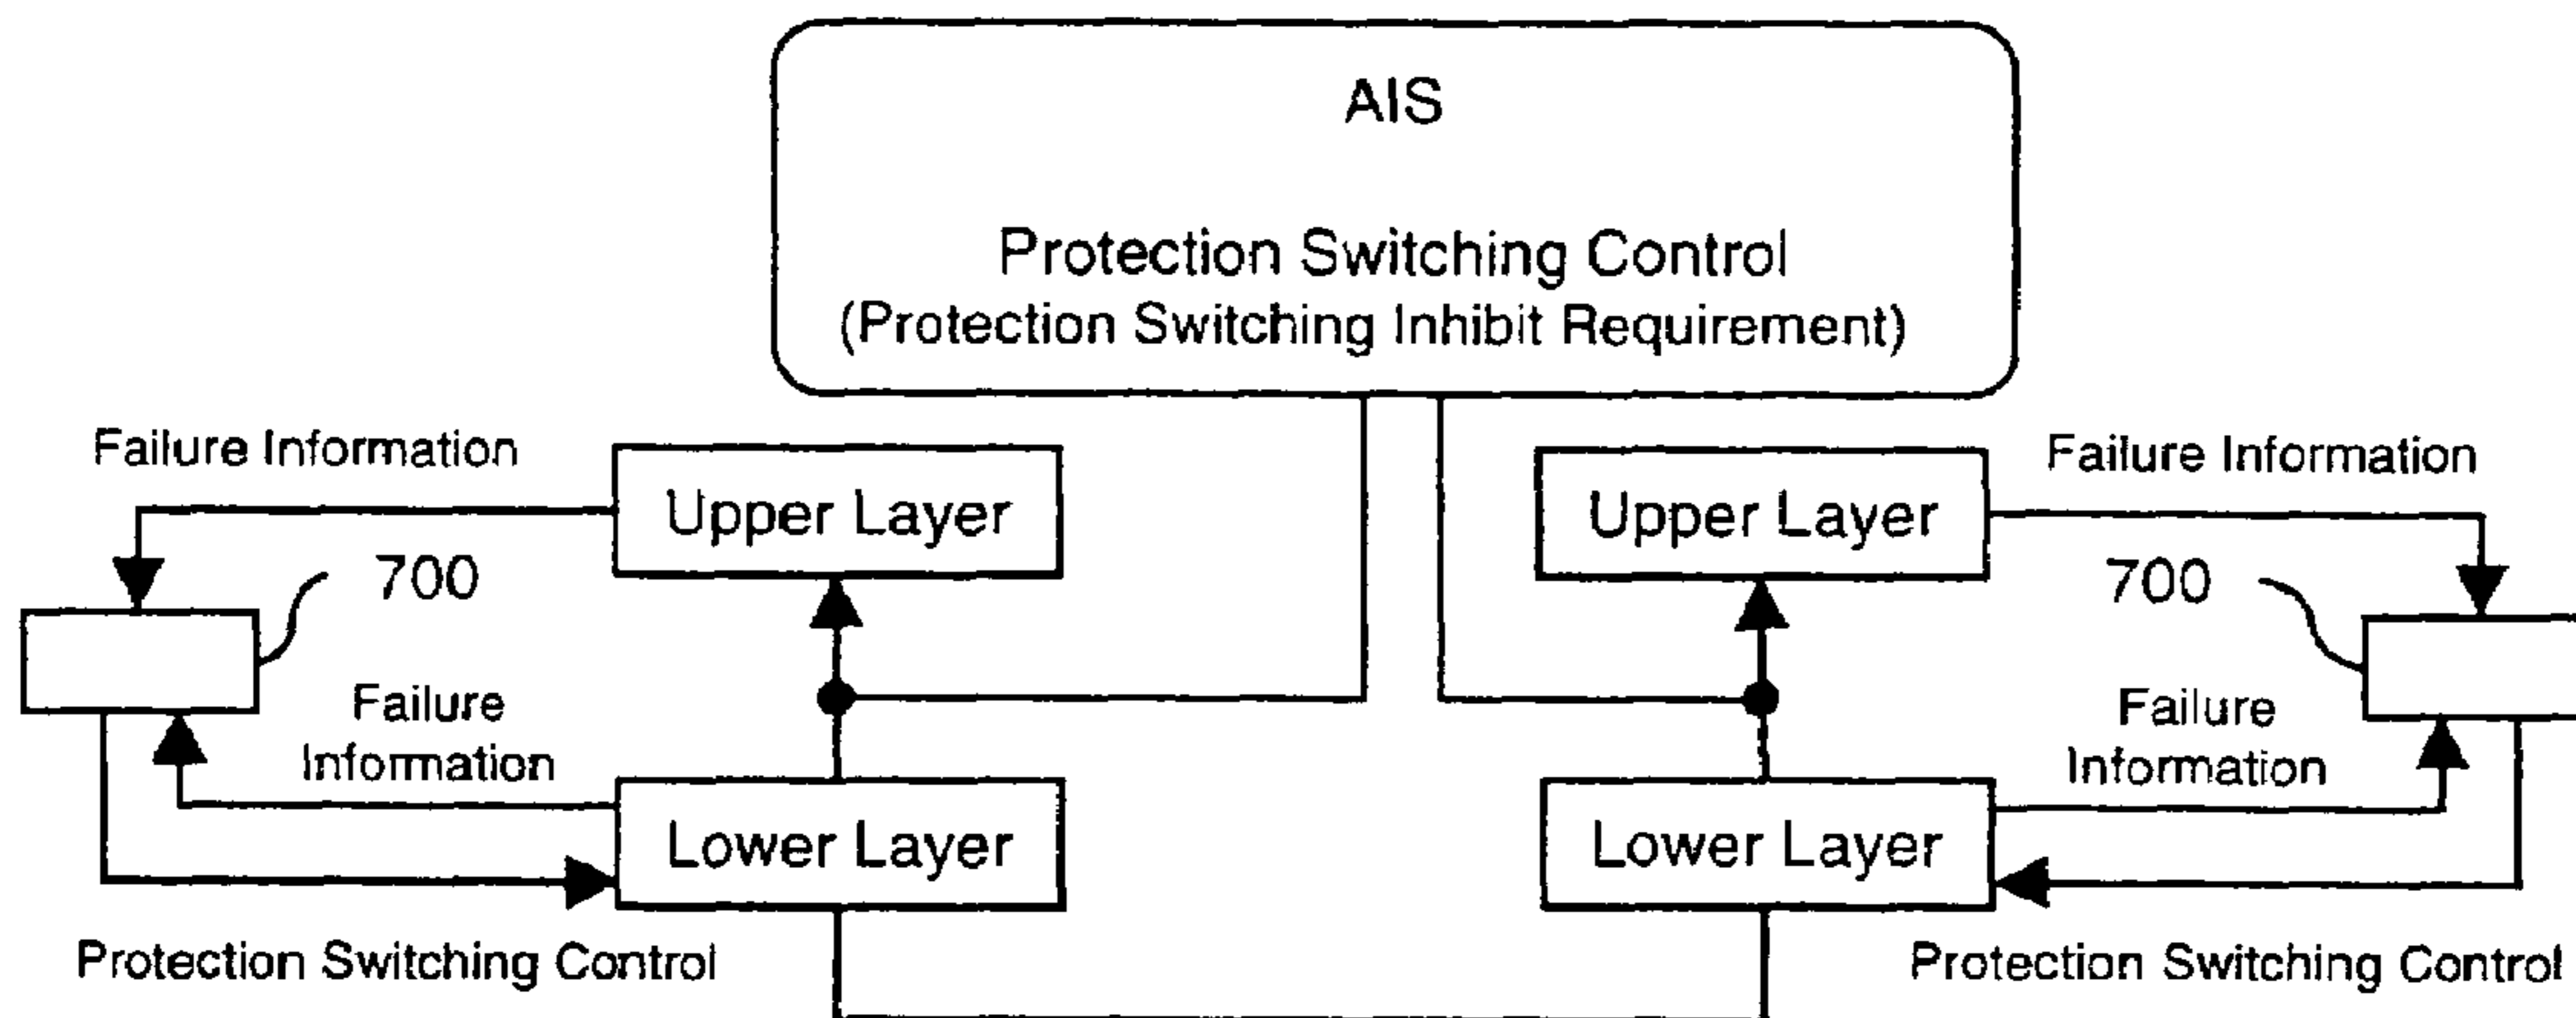 AIS
Protection Switching Control
(Protection Switching Inhibit Requirement)
Failure Information
Upper Layer
Upper Layer
Failure Information
700
700
Failure
Information
Failure
Information
Lower Layer
Lower Layer
Protection Switching Control
Protection Switching Control